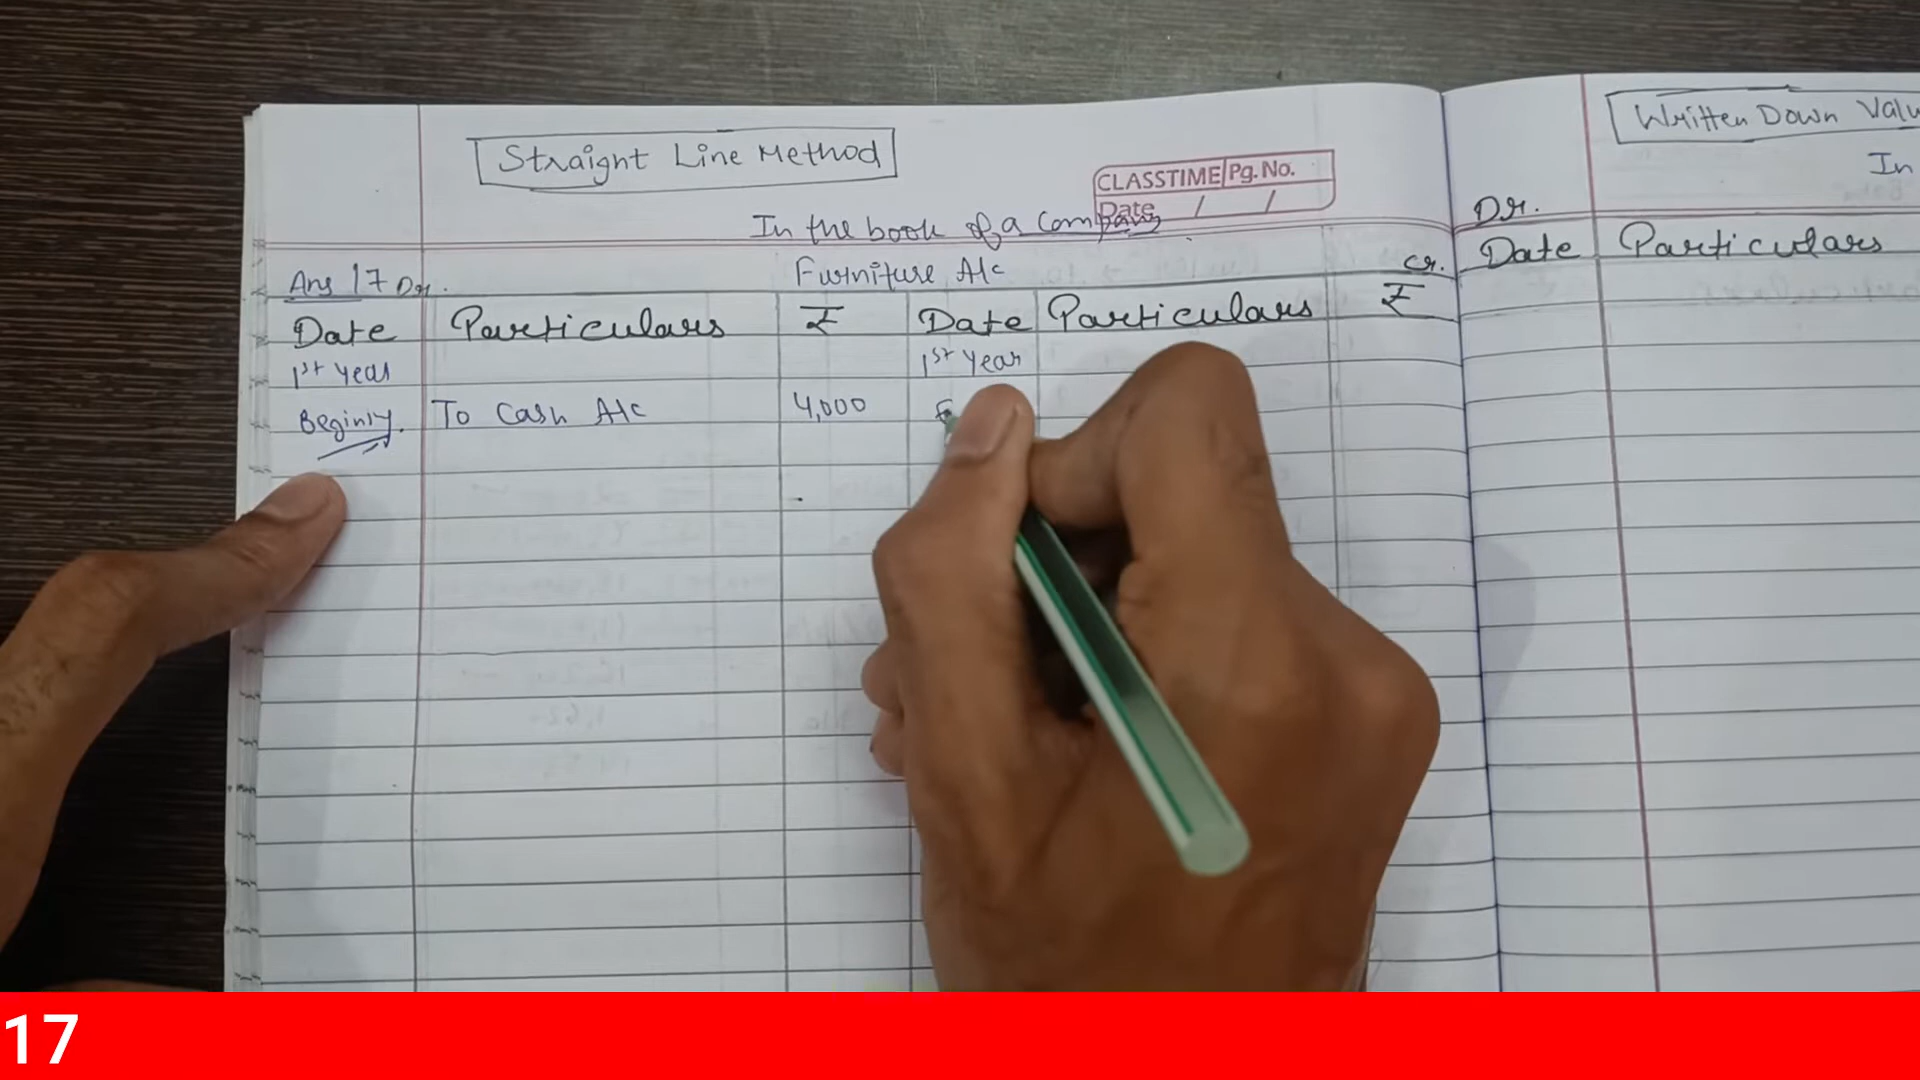 Straight Line Method
CLASSTIME Pg. No.
Date / /
In the book of a Company
Ans 17 Dr. Furniture A/c Cr.
Date Particulars ₹ Date Particulars ₹
1st Year 1st Year
Beginiy. To Cash A/c 4,000
Written Down Valu
In
Dr.
Date Particulars
17